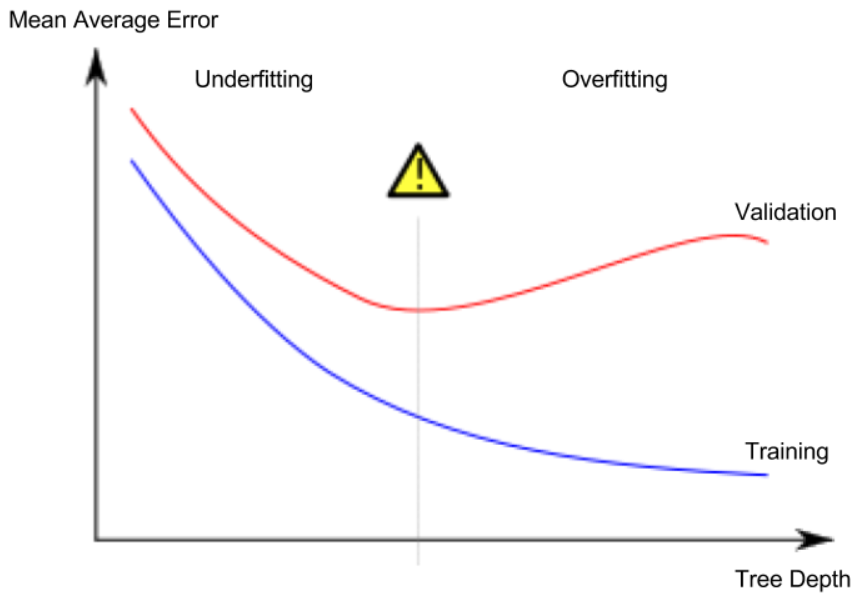 Mean Average Error
Underfitting
Overfitting
!
Validation
Training
Tree Depth